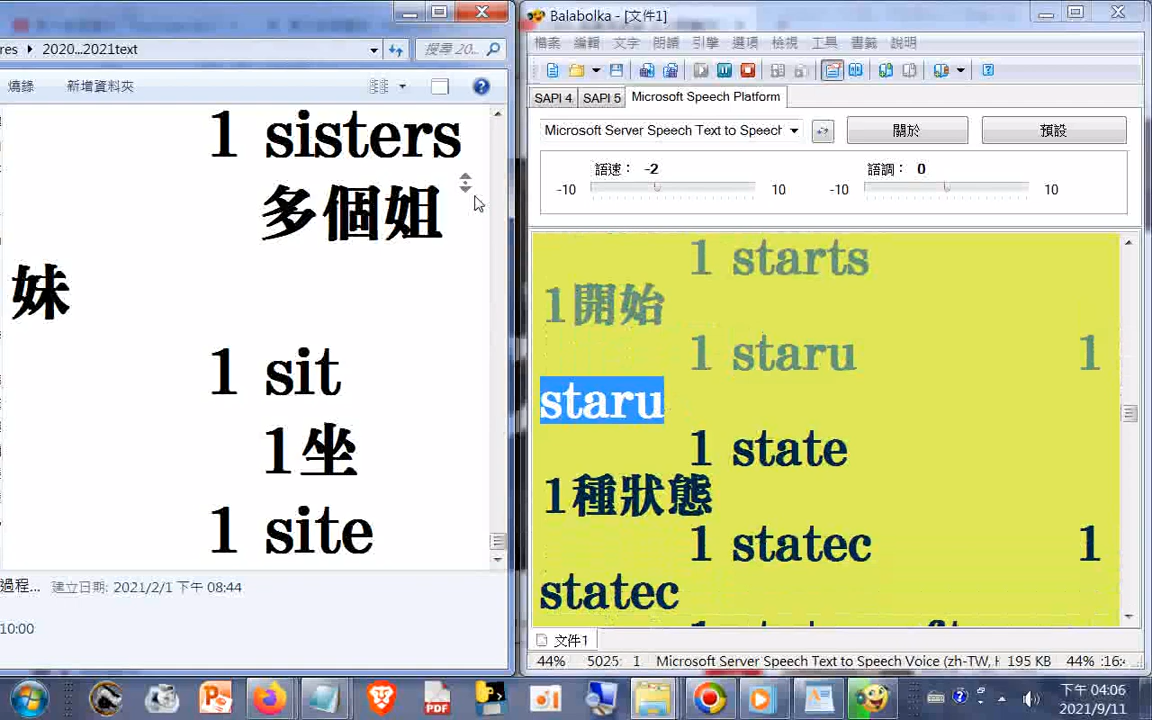 res ▸ 2020...2021text
搜尋 20...
燒錄 新增資料夾
1 sisters
多個姐
妹
1 sit
1坐
1 site
過程... 建立日期: 2021/2/1 下午 08:44
10:00
Balabolka - [文件1]
檔案 編輯 文字 朗讀 引擎 選項 檢視 工具 書籤 說明
SAPI 4 SAPI 5 Microsoft Speech Platform
Microsoft Server Speech Text to Speech 關於 預設
語速： -2 語調： 0
-10 10 -10 10
1 starts
1開始
1 staru 1
staru
1 state
1種狀態
1 statec 1
statec
文件1
44% 5025: 1 Microsoft Server Speech Text to Speech Voice (zh-TW, H 195 KB 44% :16:
PDF
下午 04:06
2021/9/11